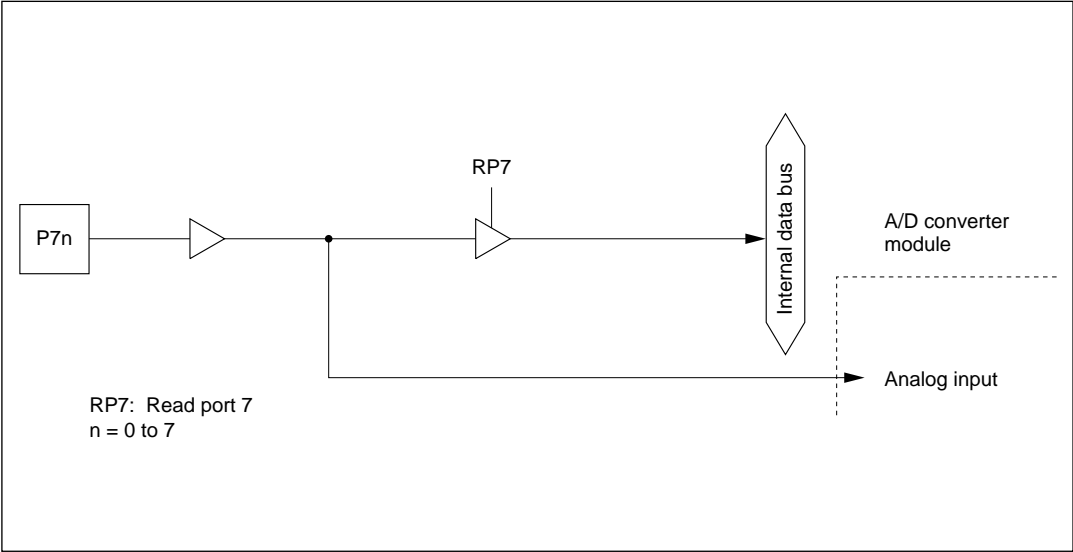 RP7
P7n
Internal data bus
A/D converter
module
Analog input
RP7: Read port 7
n = 0 to 7